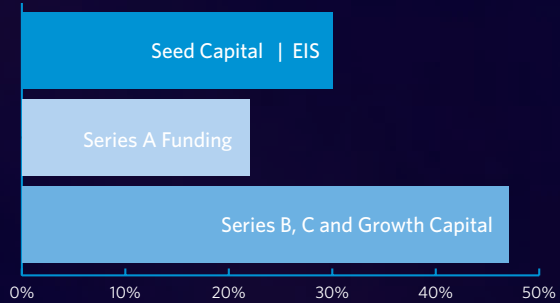 Seed Capital | EIS
Series A Funding
Series B, C and Growth Capital
0% 10% 20% 30% 40% 50%